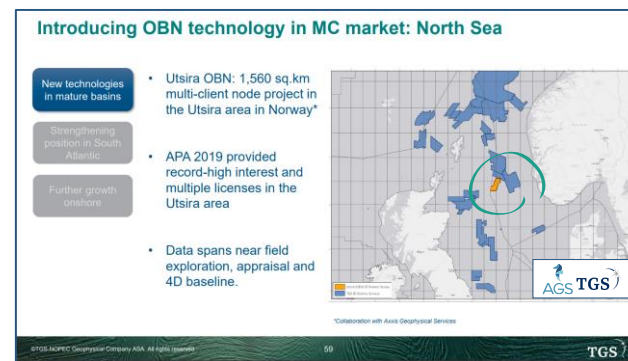 Introducing OBN technology in MC market: North Sea
New technologies
in mature basins
Strengthening
position in South
Atlantic
Further growth
onshore
• Utsira OBN: 1,560 sq.km
multi-client node project in
the Utsira area in Norway*
• APA 2019 provided
record-high interest and
multiple licenses in the
Utsira area
• Data spans near field
exploration, appraisal and
4D baseline.
AGS TGS
*Collaboration with Axxis Geophysical Services
©TGS-NOPEC Geophysical Company ASA. All rights reserved
59
TGS